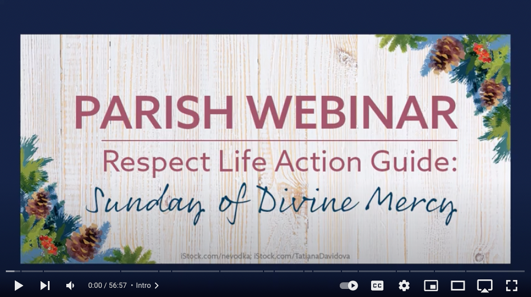 PARISH WEBINAR
Respect Life Action Guide:
Sunday of Divine Mercy
iStock.com/nevodka; iStock.com/TatianaDavidova
0:00 / 56:57 • Intro
CC